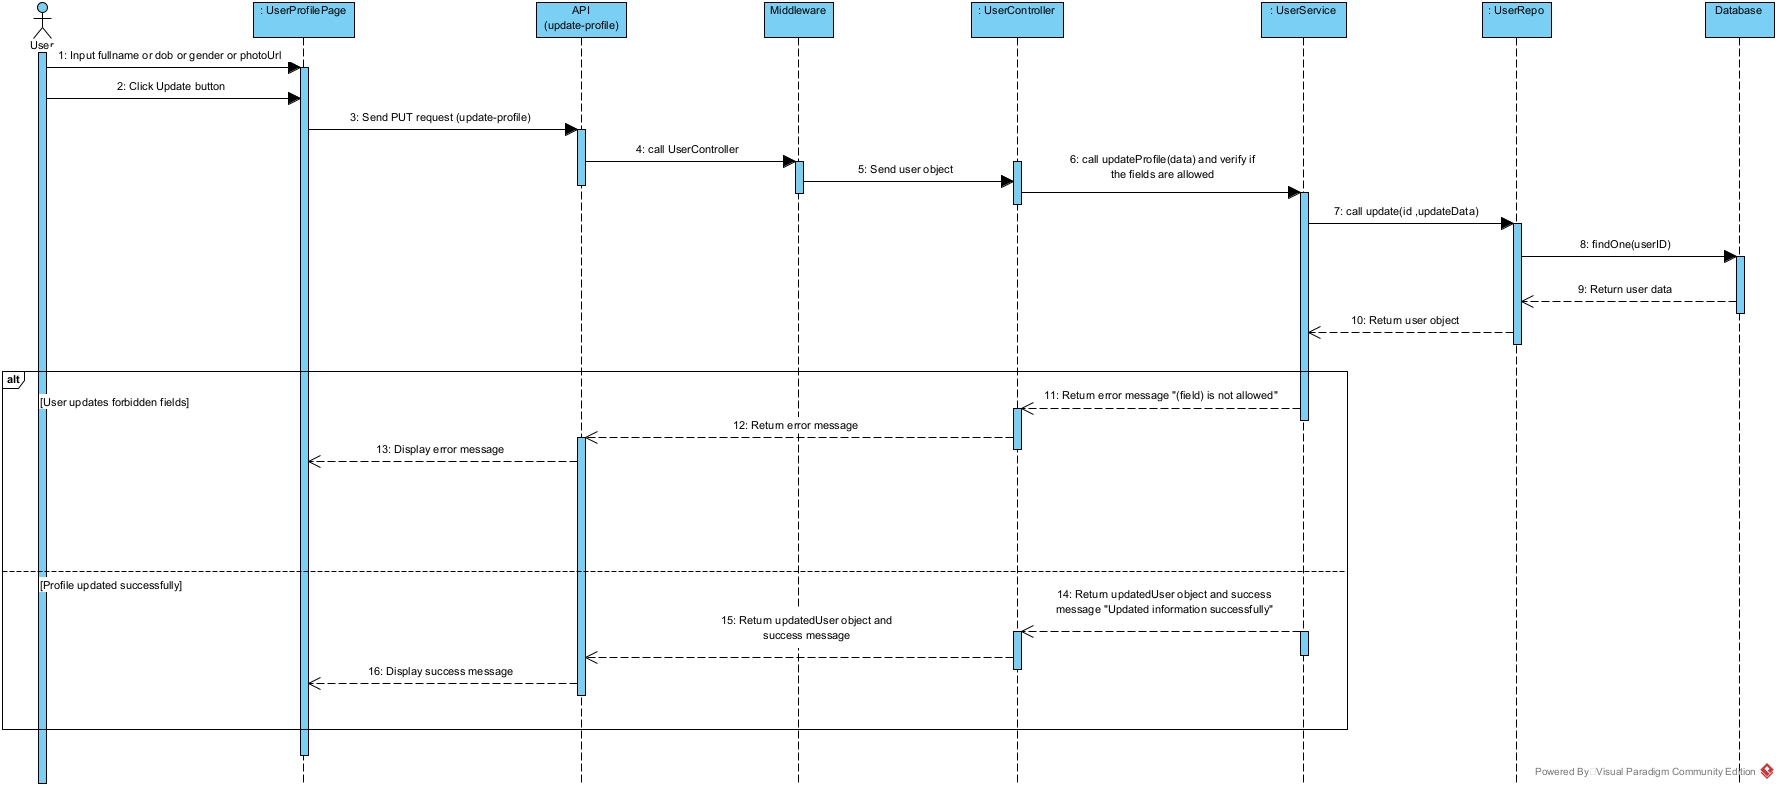 : UserProfilePage
API
(update-profile)
Middleware
: UserController
: UserService
: UserRepo
Database
User
1: Input fullname or dob or gender or photoUrl
2: Click Update button
3: Send PUT request (update-profile)
4: call UserController
5: Send user object
6: call updateProfile(data) and verify if
the fields are allowed
7: call update(id ,updateData)
8: findOne(userID)
9: Return user data
10: Return user object
alt
[User updates forbidden fields]
11: Return error message "(field) is not allowed"
12: Return error message
13: Display error message
[Profile updated successfully]
14: Return updatedUser object and success
message "Updated information successfully"
15: Return updatedUser object and
success message
16: Display success message
Powered By Visual Paradigm Community Edition